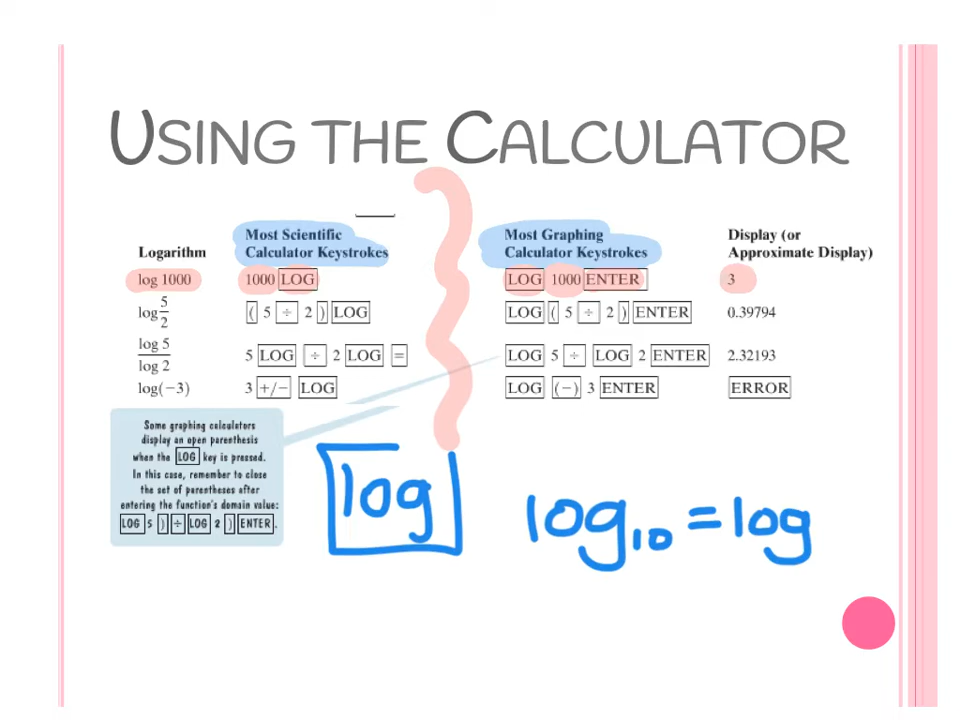 USING THE CALCULATOR
Logarithm Most Scientific Calculator Keystrokes Most Graphing Calculator Keystrokes Display (or Approximate Display)
log 1000 1000 LOG LOG 1000 ENTER 3
log 5/2 ( 5 ÷ 2 ) LOG LOG ( 5 ÷ 2 ) ENTER 0.39794
log 5/log 2 5 LOG ÷ 2 LOG = LOG 5 ÷ LOG 2 ENTER 2.32193
log(−3) 3 +/− LOG LOG (−) 3 ENTER ERROR
Some graphing calculators
display an open parenthesis
when the LOG key is pressed.
In this case, remember to close
the set of parentheses after
entering the function's domain value:
LOG 5 ) ÷ LOG 2 ) ENTER.
log
log₁₀ = log